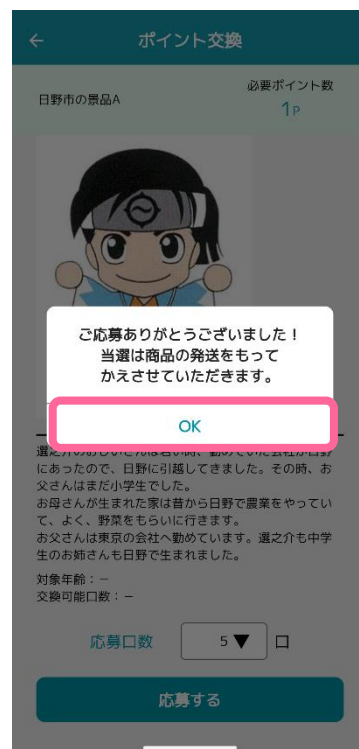 ←
ポイント交換
日野市の景品A
必要ポイント数
1P
ご応募ありがとうございました!
当選は商品の発送をもって
かえさせていただきます。
OK
にあったので、日野に引越してきました。その時、お
父さんはまだ小学生でした。
お母さんが生まれた家は昔から日野で農業をやってい
て、よく、野菜をもらいに行きます。
お父さんは東京の会社へ勤めています。選之介も中学
生のお姉さんも日野で生まれました。
対象年齢:－
交換可能口数:－
応募口数
5▼
口
応募する